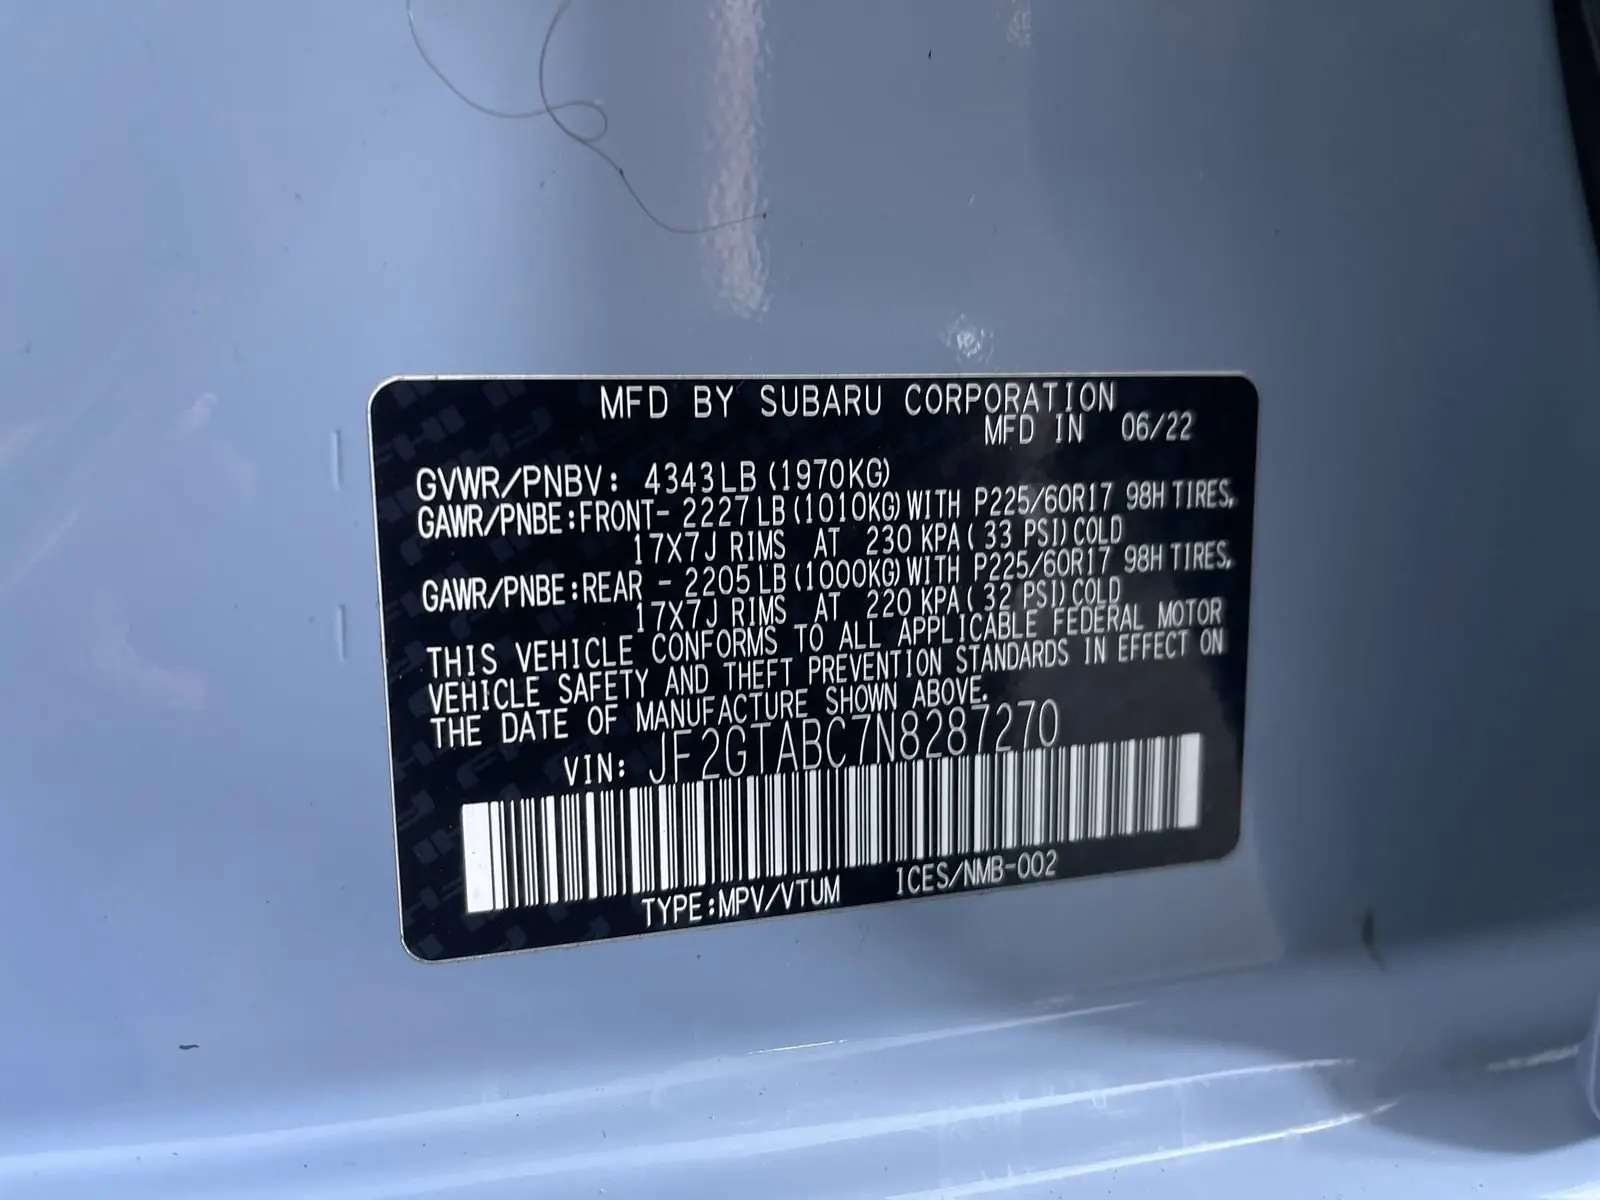 MFD BY SUBARU CORPORATION
MFD IN 06/22
GVWR/PNBV: 4343LB (1970KG)
GAWR/PNBE:FRONT- 2227LB (1010KG) WITH P225/60R17 98H TIRES,
17X7J RIMS AT 230 KPA ( 33 PSI) COLD
GAWR/PNBE:REAR - 2205LB (1000KG) WITH P225/60R17 98H TIRES,
17X7J RIMS AT 220 KPA ( 32 PSI) COLD
THIS VEHICLE CONFORMS TO ALL APPLICABLE FEDERAL MOTOR
VEHICLE SAFETY AND THEFT PREVENTION STANDARDS IN EFFECT ON
THE DATE OF MANUFACTURE SHOWN ABOVE.
VIN: JF2GTABC7N8287270
TYPE:MPV/VTUM ICES/NMB-002